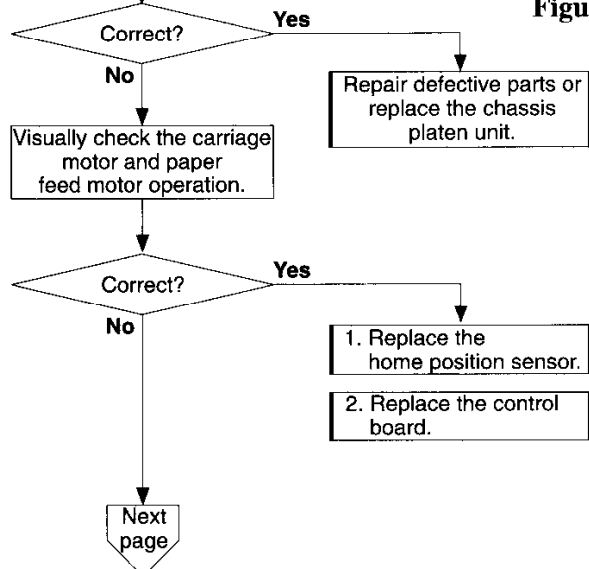 Figu
Correct?
Yes
No
Repair defective parts or
replace the chassis
platen unit.
Visually check the carriage
motor and paper
feed motor operation.
Correct?
Yes
No
1. Replace the
home position sensor.
2. Replace the control
board.
Next
page